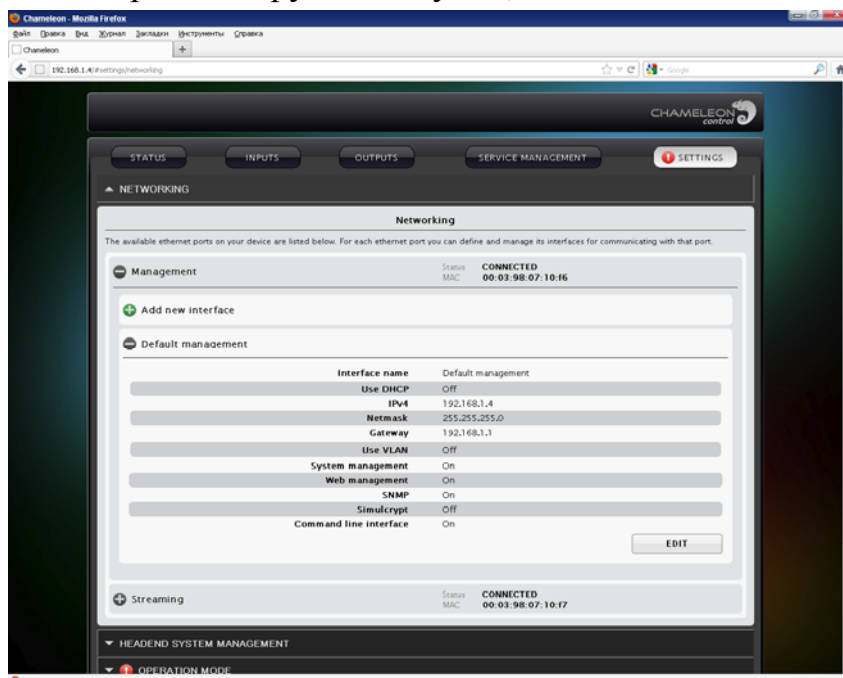 Chameleon - Mozilla Firefox
Файл Правка Вид Журнал Закладки Инструменты Справка
Chameleon
192.168.1.4/#settings/networking
Google
CHAMELEON
control
STATUS INPUTS OUTPUTS SERVICE MANAGEMENT SETTINGS
NETWORKING
Networking
The available ethernet ports on your device are listed below. For each ethernet port you can define and manage its interfaces for communicating with that port.
Management Status CONNECTED
MAC 00:03:98:07:10:f6
Add new interface
Default management
Interface name Default management
Use DHCP Off
IPv4 192.168.1.4
Netmask 255.255.255.0
Gateway 192.168.1.1
Use VLAN Off
System management On
Web management On
SNMP On
Simulcrypt Off
Command line interface On
EDIT
Streaming Status CONNECTED
MAC 00:03:98:07:10:f7
HEADEND SYSTEM MANAGEMENT
OPERATION MODE